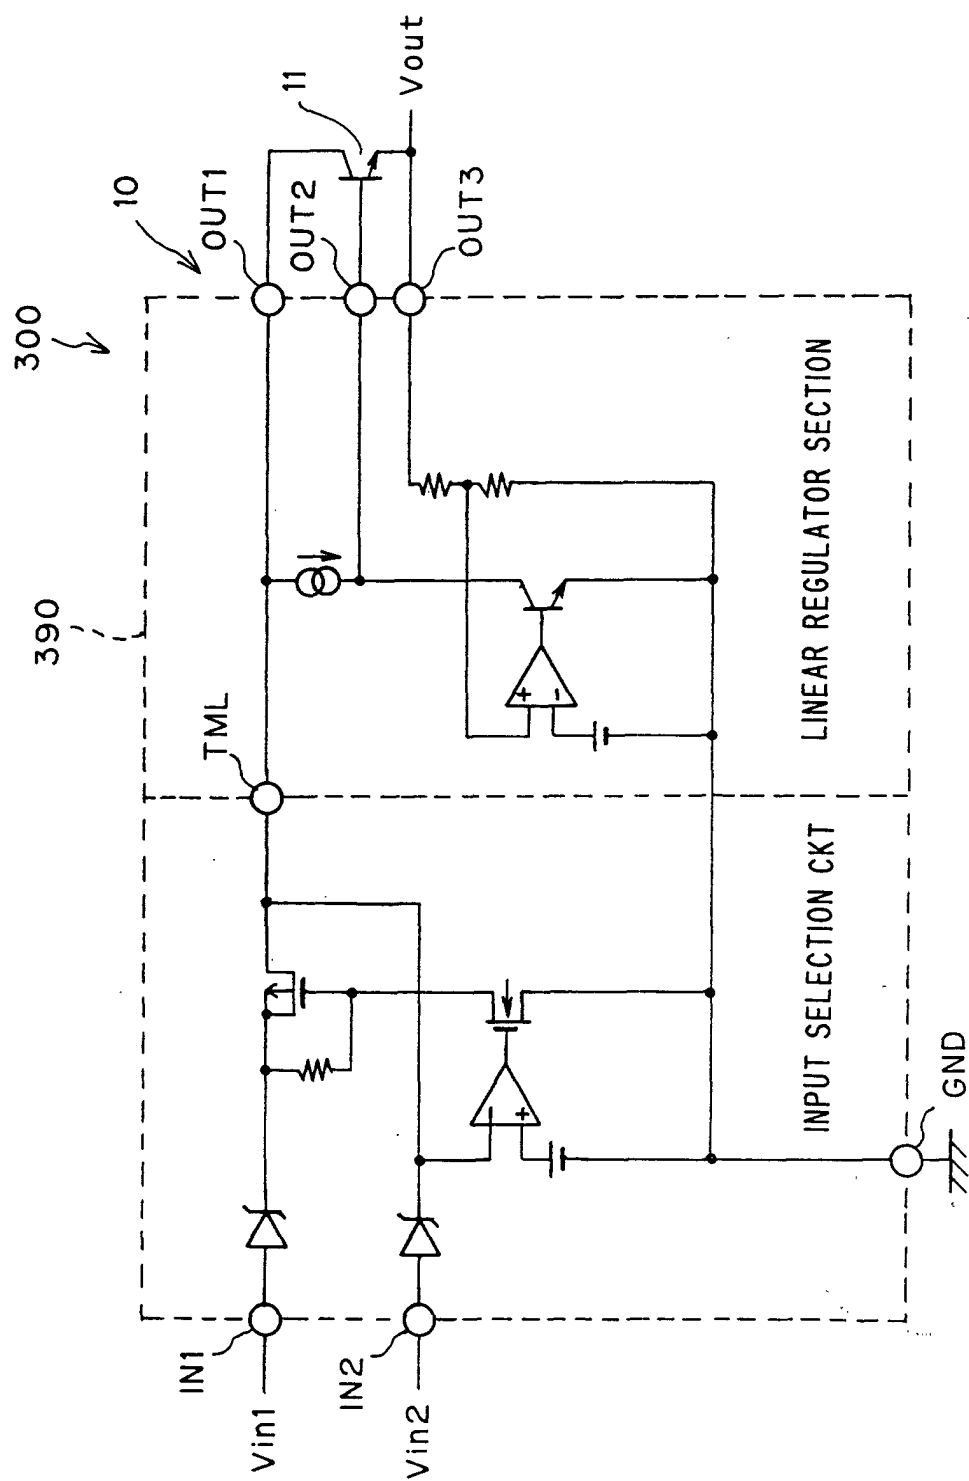 300
10
390
TML
OUT1
OUT2
OUT3
11
Vout
IN1
Vin1
IN2
Vin2
+
−
+
INPUT SELECTION CKT
LINEAR REGULATOR SECTION
GND